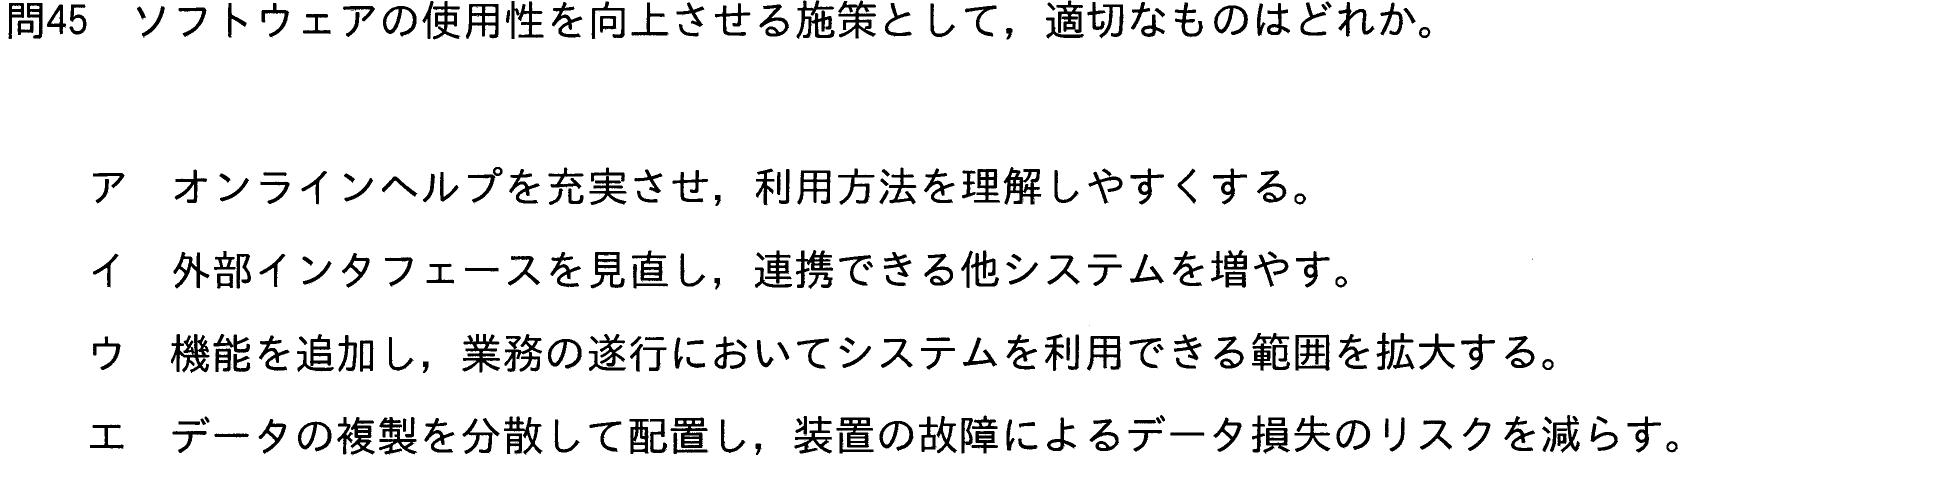 問45　ソフトウェアの使用性を向上させる施策として，適切なものはどれか。
ア　オンラインヘルプを充実させ，利用方法を理解しやすくする。
イ　外部インタフェースを見直し，連携できる他システムを増やす。
ウ　機能を追加し，業務の遂行においてシステムを利用できる範囲を拡大する。
エ　データの複製を分散して配置し，装置の故障によるデータ損失のリスクを減らす。